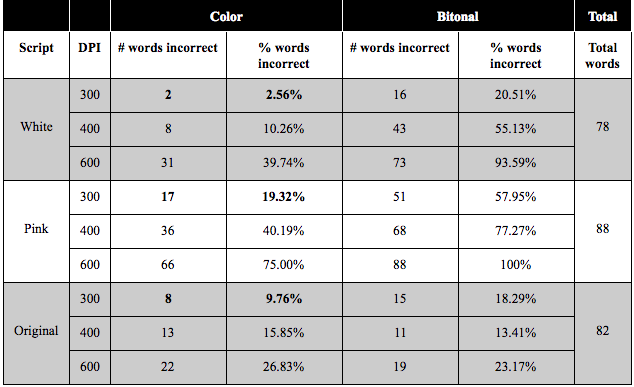 Color Bitonal Total
Script DPI # words incorrect % words incorrect # words incorrect % words incorrect Total words
White 300 2 2.56% 16 20.51% 78
400 8 10.26% 43 55.13%
600 31 39.74% 73 93.59%
Pink 300 17 19.32% 51 57.95% 88
400 36 40.19% 68 77.27%
600 66 75.00% 88 100%
Original 300 8 9.76% 15 18.29% 82
400 13 15.85% 11 13.41%
600 22 26.83% 19 23.17%